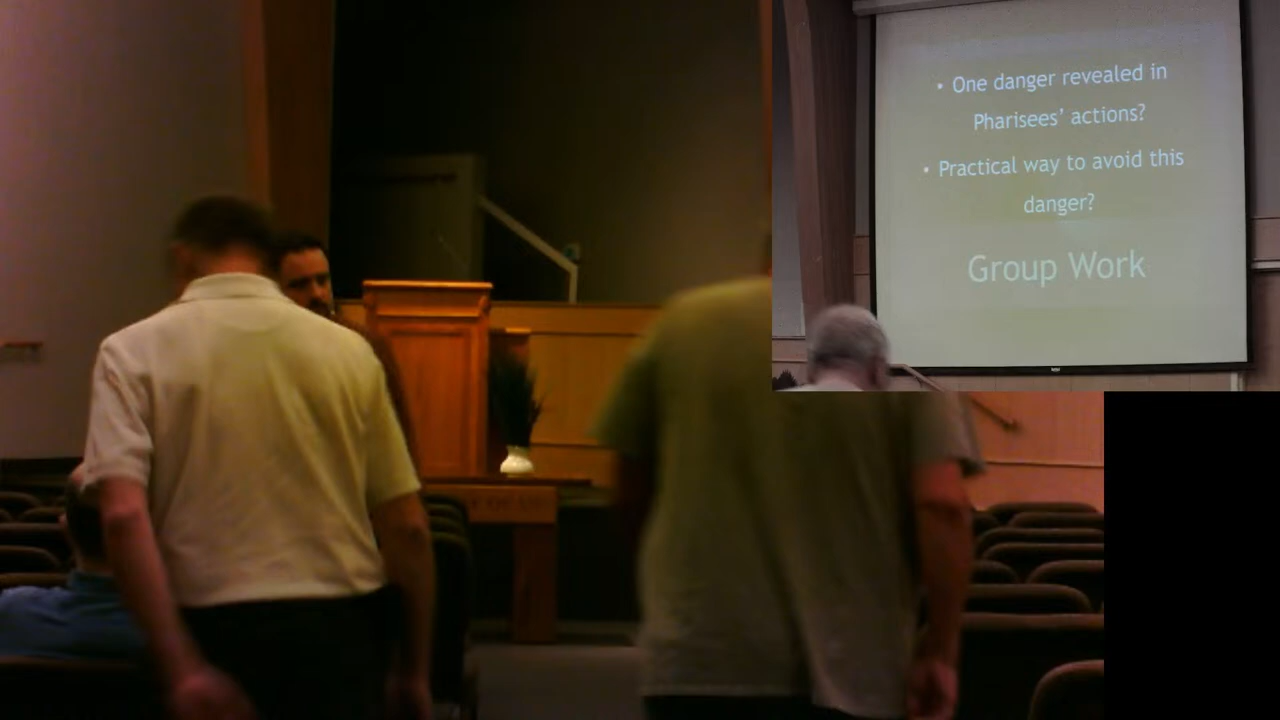 • One danger revealed in
Pharisees' actions?
• Practical way to avoid this
danger?
Group Work